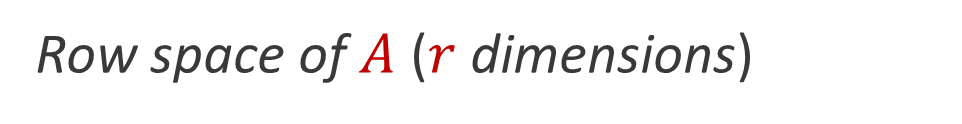 Row space of A (r dimensions)